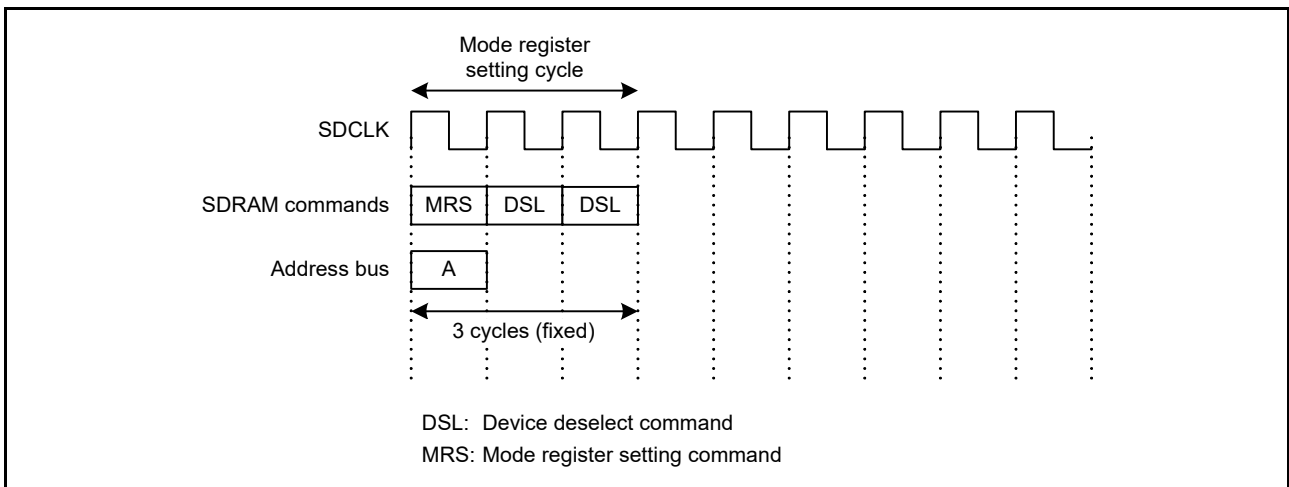 Mode register
setting cycle
SDCLK
SDRAM commands MRS DSL DSL
Address bus A
3 cycles (fixed)
DSL: Device deselect command
MRS: Mode register setting command